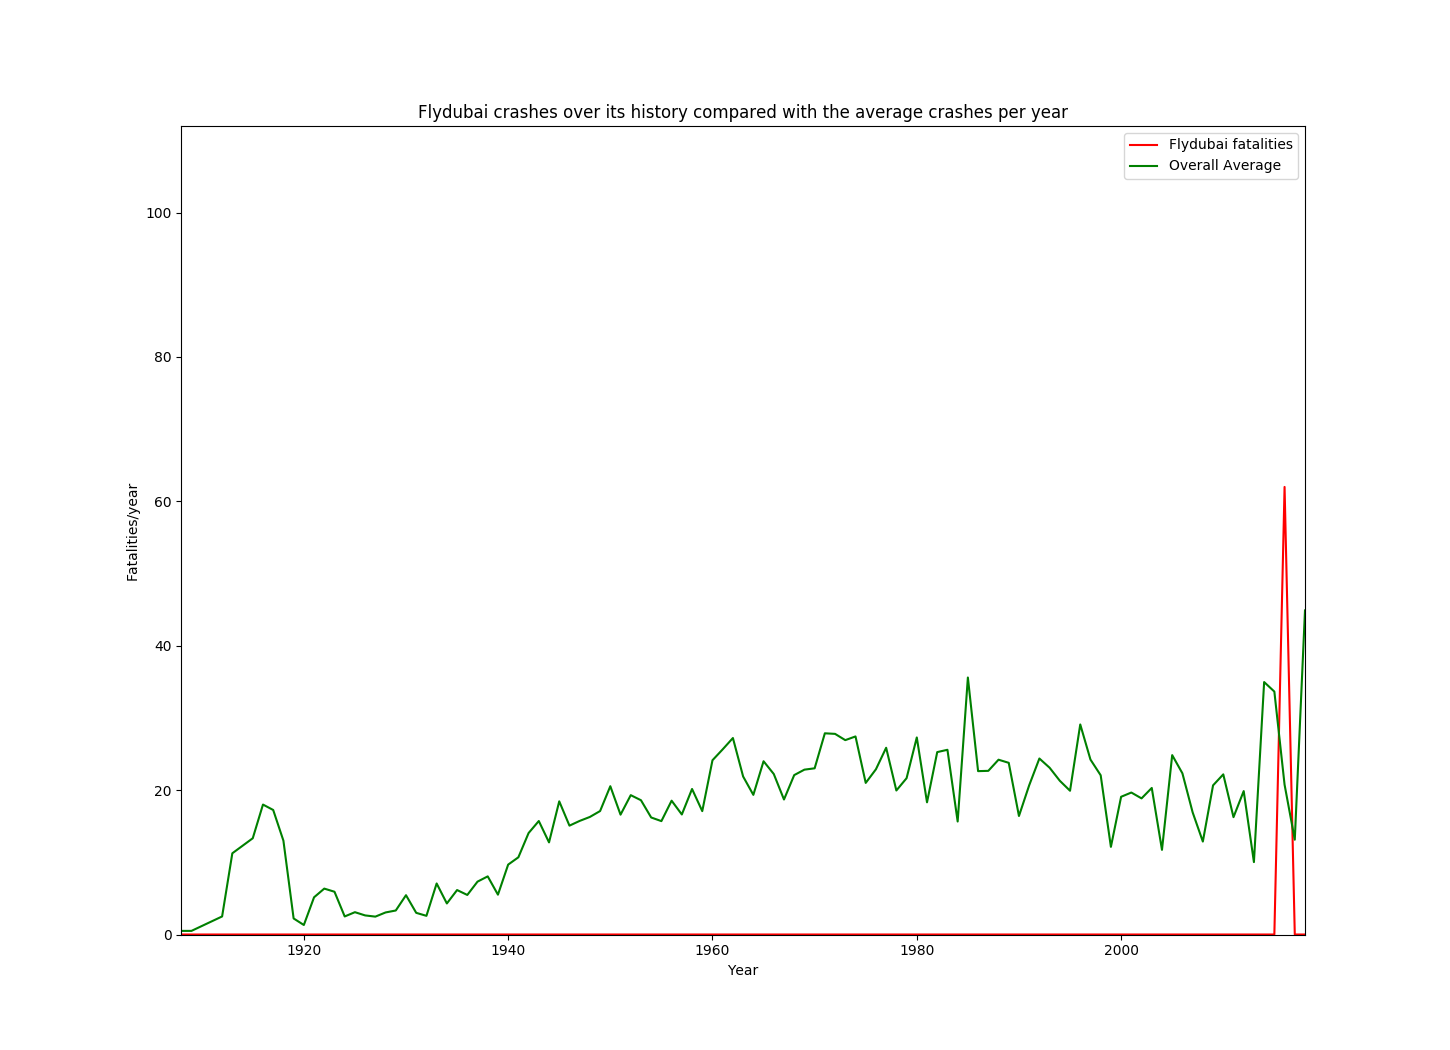 Flydubai crashes over its history compared with the average crashes per year
Flydubai fatalities
Overall Average
100
80
60
40
20
0
Fatalities/year
1920 1940 1960 1980 2000
Year